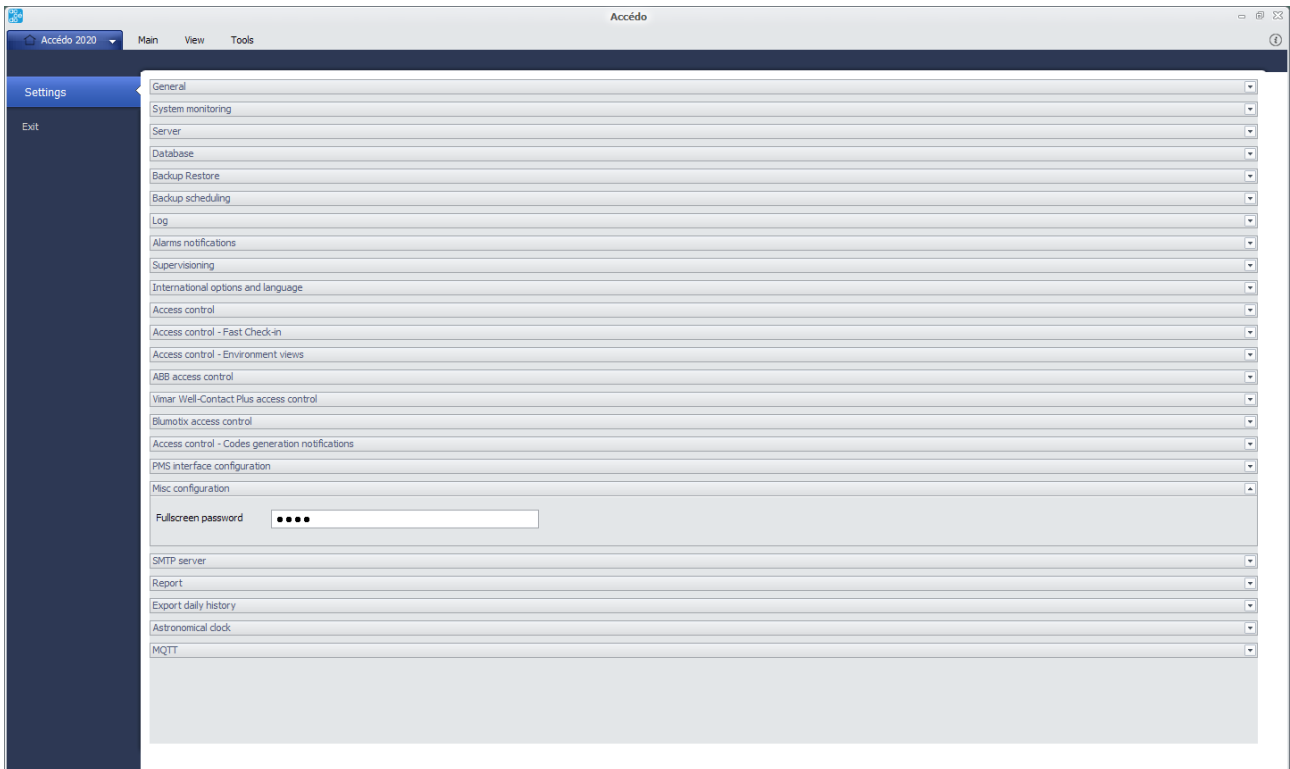 Accédo
Accédo 2020 Main View Tools
Settings
Exit
General
System monitoring
Server
Database
Backup Restore
Backup scheduling
Log
Alarms notifications
Supervisioning
International options and language
Access control
Access control - Fast Check-in
Access control - Environment views
ABB access control
Vimar Well-Contact Plus access control
Blumotix access control
Access control - Codes generation notifications
PMS interface configuration
Misc configuration
Fullscreen password ●●●●
SMTP server
Report
Export daily history
Astronomical clock
MQTT